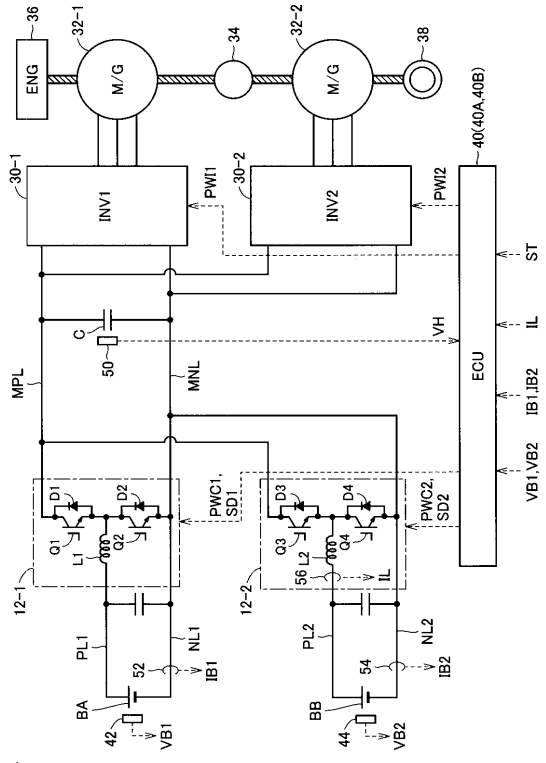 36
ENG
32-1
M/G
34
32-2
M/G
38
30-1
INV1
PWI1
30-2
INV2
PWI2
40(40A,40B)
ECU
MPL
C
50
MNL
VH
ST
IL
IB1,IB2
VB1,VB2
12-1
Q1
D1
L1
Q2
D2
PWC1,
SD1
12-2
Q3
D3
56
L2
IL
Q4
D4
PWC2,
SD2
PL1
NL1
52
IB1
BA
42
VB1
PL2
NL2
54
IB2
BB
44
VB2